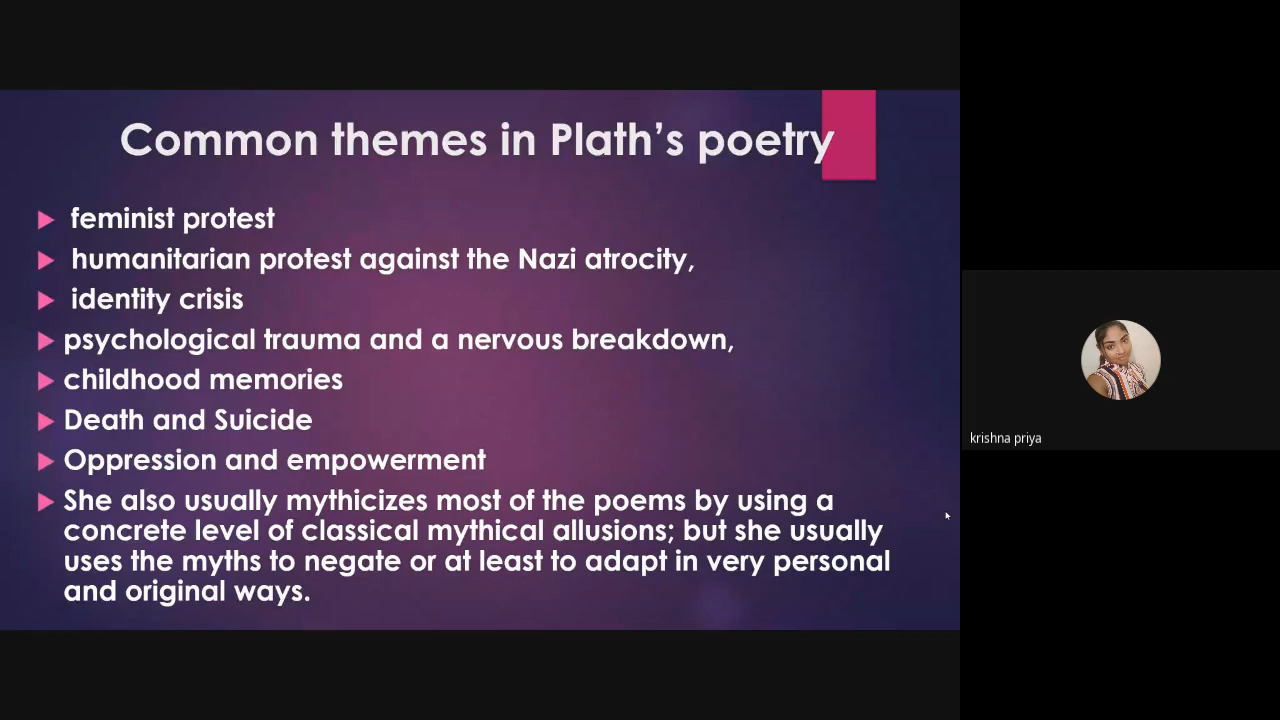 Common themes in Plath’s poetry
feminist protest
humanitarian protest against the Nazi atrocity,
identity crisis
psychological trauma and a nervous breakdown,
childhood memories
Death and Suicide
Oppression and empowerment
She also usually mythicizes most of the poems by using a
concrete level of classical mythical allusions; but she usually
uses the myths to negate or at least to adapt in very personal
and original ways.
krishna priya